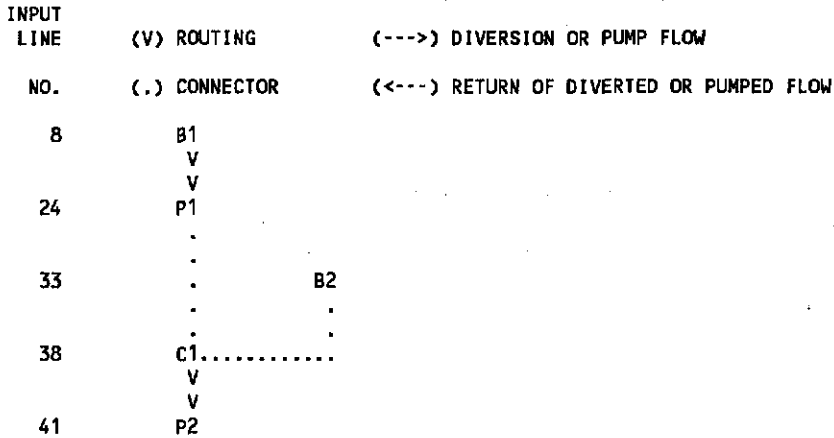 INPUT
LINE (V) ROUTING (--->) DIVERSION OR PUMP FLOW
NO. (.) CONNECTOR (<---) RETURN OF DIVERTED OR PUMPED FLOW
8 B1
V
V
24 P1
.
.
33 . B2
. .
. .
38 C1............
V
V
41 P2